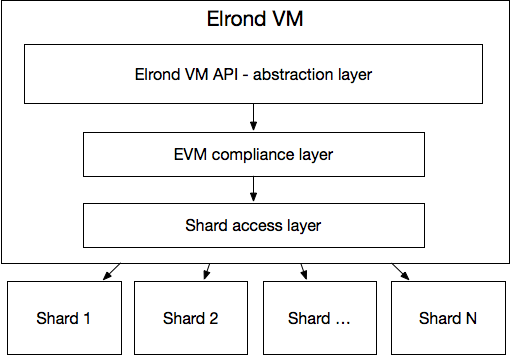 Elrond VM
Elrond VM API - abstraction layer
EVM compliance layer
Shard access layer
Shard 1
Shard 2
Shard ...
Shard N